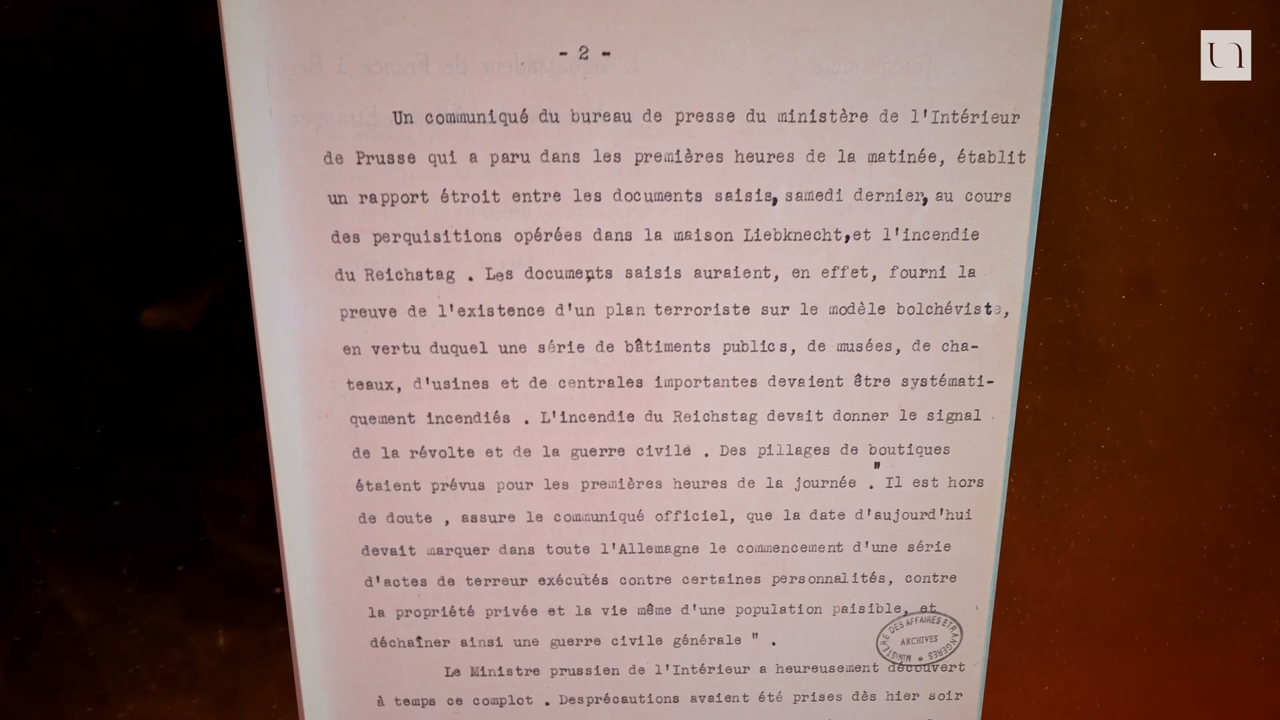 - 2 -
Un communiqué du bureau de presse du ministère de l'Intérieur
de Prusse qui a paru dans les premières heures de la matinée, établit
un rapport étroit entre les documents saisis, samedi dernier, au cours
des perquisitions opérées dans la maison Liebknecht, et l'incendie
du Reichstag . Les documents saisis auraient, en effet, fourni la
preuve de l'existence d'un plan terroriste sur le modèle bolchéviste,
en vertu duquel une série de bâtiments publics, de musées, de cha-
teaux, d'usines et de centrales importantes devaient être systémati-
quement incendiés . L'incendie du Reichstag devait donner le signal
de la révolte et de la guerre civile . Des pillages de boutiques
étaient prévus pour les premières heures de la journée . " Il est hors
de doute , assure le communiqué officiel, que la date d'aujourd'hui
devait marquer dans toute l'Allemagne le commencement d'une série
d'actes de terreur exécutés contre certaines personnalités, contre
la propriété privée et la vie même d'une population paisible, et
déchaîner ainsi une guerre civile générale " .
MINISTÈRE DES AFFAIRES ETRANGÈRES
ARCHIVES
Le Ministre prussien de l'Intérieur a heureusement découvert
à temps ce complot . Desprécautions avaient été prises dès hier soir